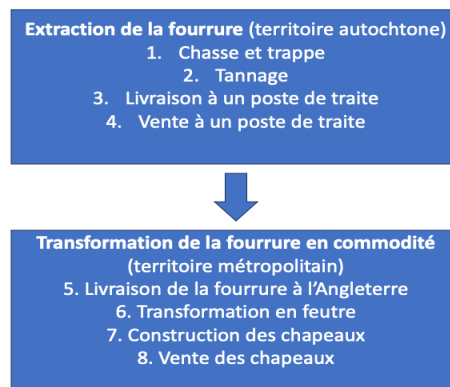 Extraction de la fourrure (territoire autochtone)
1. Chasse et trappe
2. Tannage
3. Livraison à un poste de traite
4. Vente à un poste de traite
Transformation de la fourrure en commodité
(territoire métropolitain)
5. Livraison de la fourrure à l’Angleterre
6. Transformation en feutre
7. Construction des chapeaux
8. Vente des chapeaux